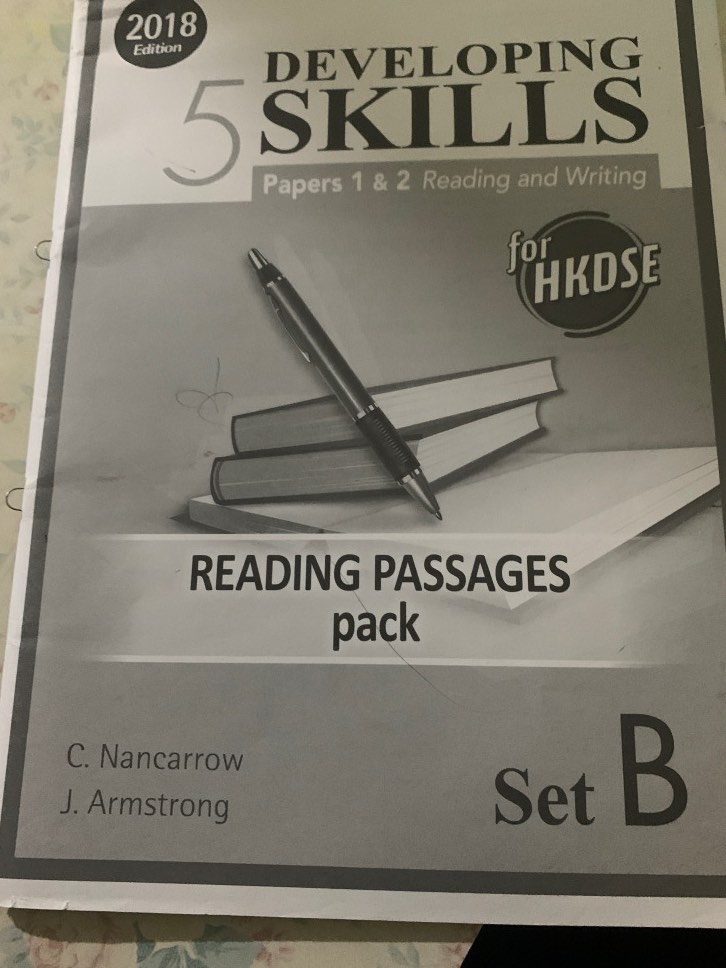 2018
Edition
5
DEVELOPING
SKILLS
Papers 1 & 2 Reading and Writing
for
HKDSE
READING PASSAGES
pack
C. Nancarrow
J. Armstrong
Set B